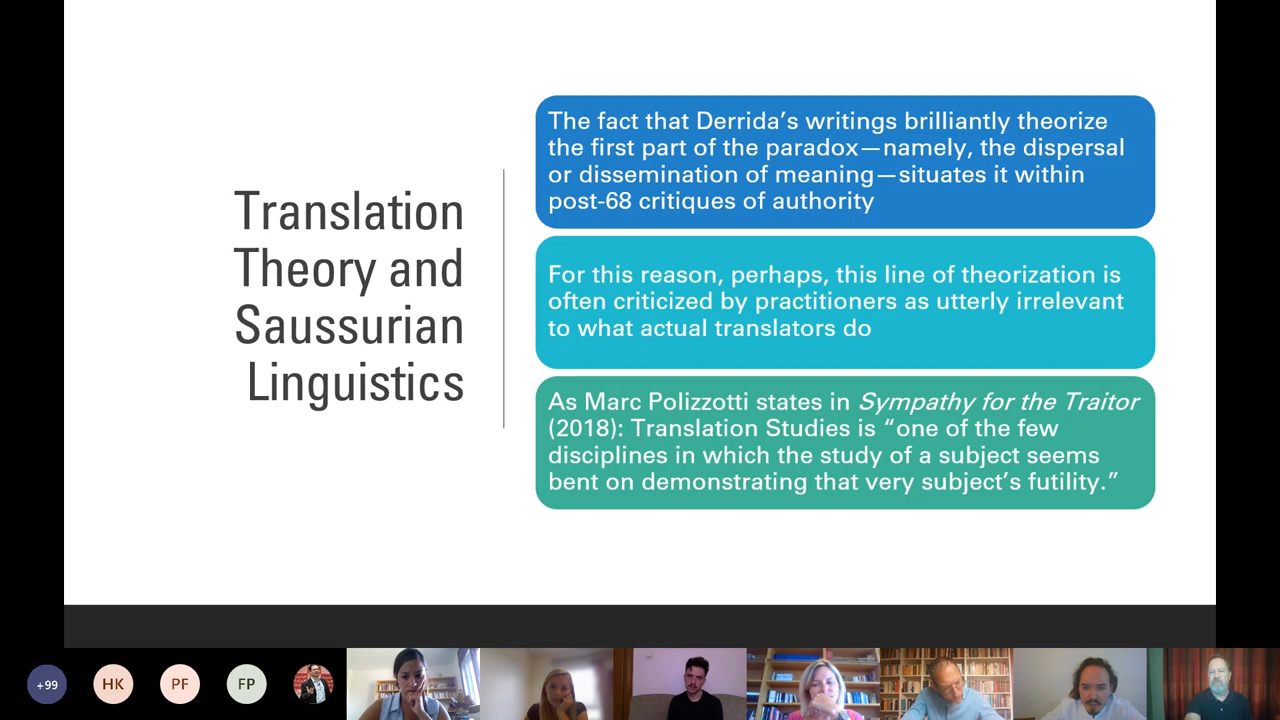 Translation
Theory and
Saussurian
Linguistics
The fact that Derrida’s writings brilliantly theorize
the first part of the paradox—namely, the dispersal
or dissemination of meaning—situates it within
post-68 critiques of authority
For this reason, perhaps, this line of theorization is
often criticized by practitioners as utterly irrelevant
to what actual translators do
As Marc Polizzotti states in Sympathy for the Traitor
(2018): Translation Studies is “one of the few
disciplines in which the study of a subject seems
bent on demonstrating that very subject’s futility.”
+99
HK
PF
FP